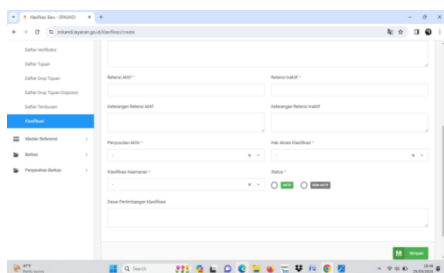 Klasifikasi Baru - SRIKANDI
srikandi.layanan.go.id/klasifikasi/create
Daftar Verifikator
Daftar Tujuan
Daftar Grup Tujuan
Daftar Grup Tujuan Disposisi
Daftar Tembusan
Klasifikasi
Master Referensi
Berkas
Penyerahan Berkas
Retensi Aktif *
Retensi Inaktif *
Keterangan Retensi Aktif
Keterangan Retensi Inaktif
Penyusutan Akhir *
Hak Akses Klasifikasi *
Klasifikasi Keamanan *
Status *
AKTIF
NON AKTIF
Dasar Pertimbangan Klasifikasi
Simpan
Search